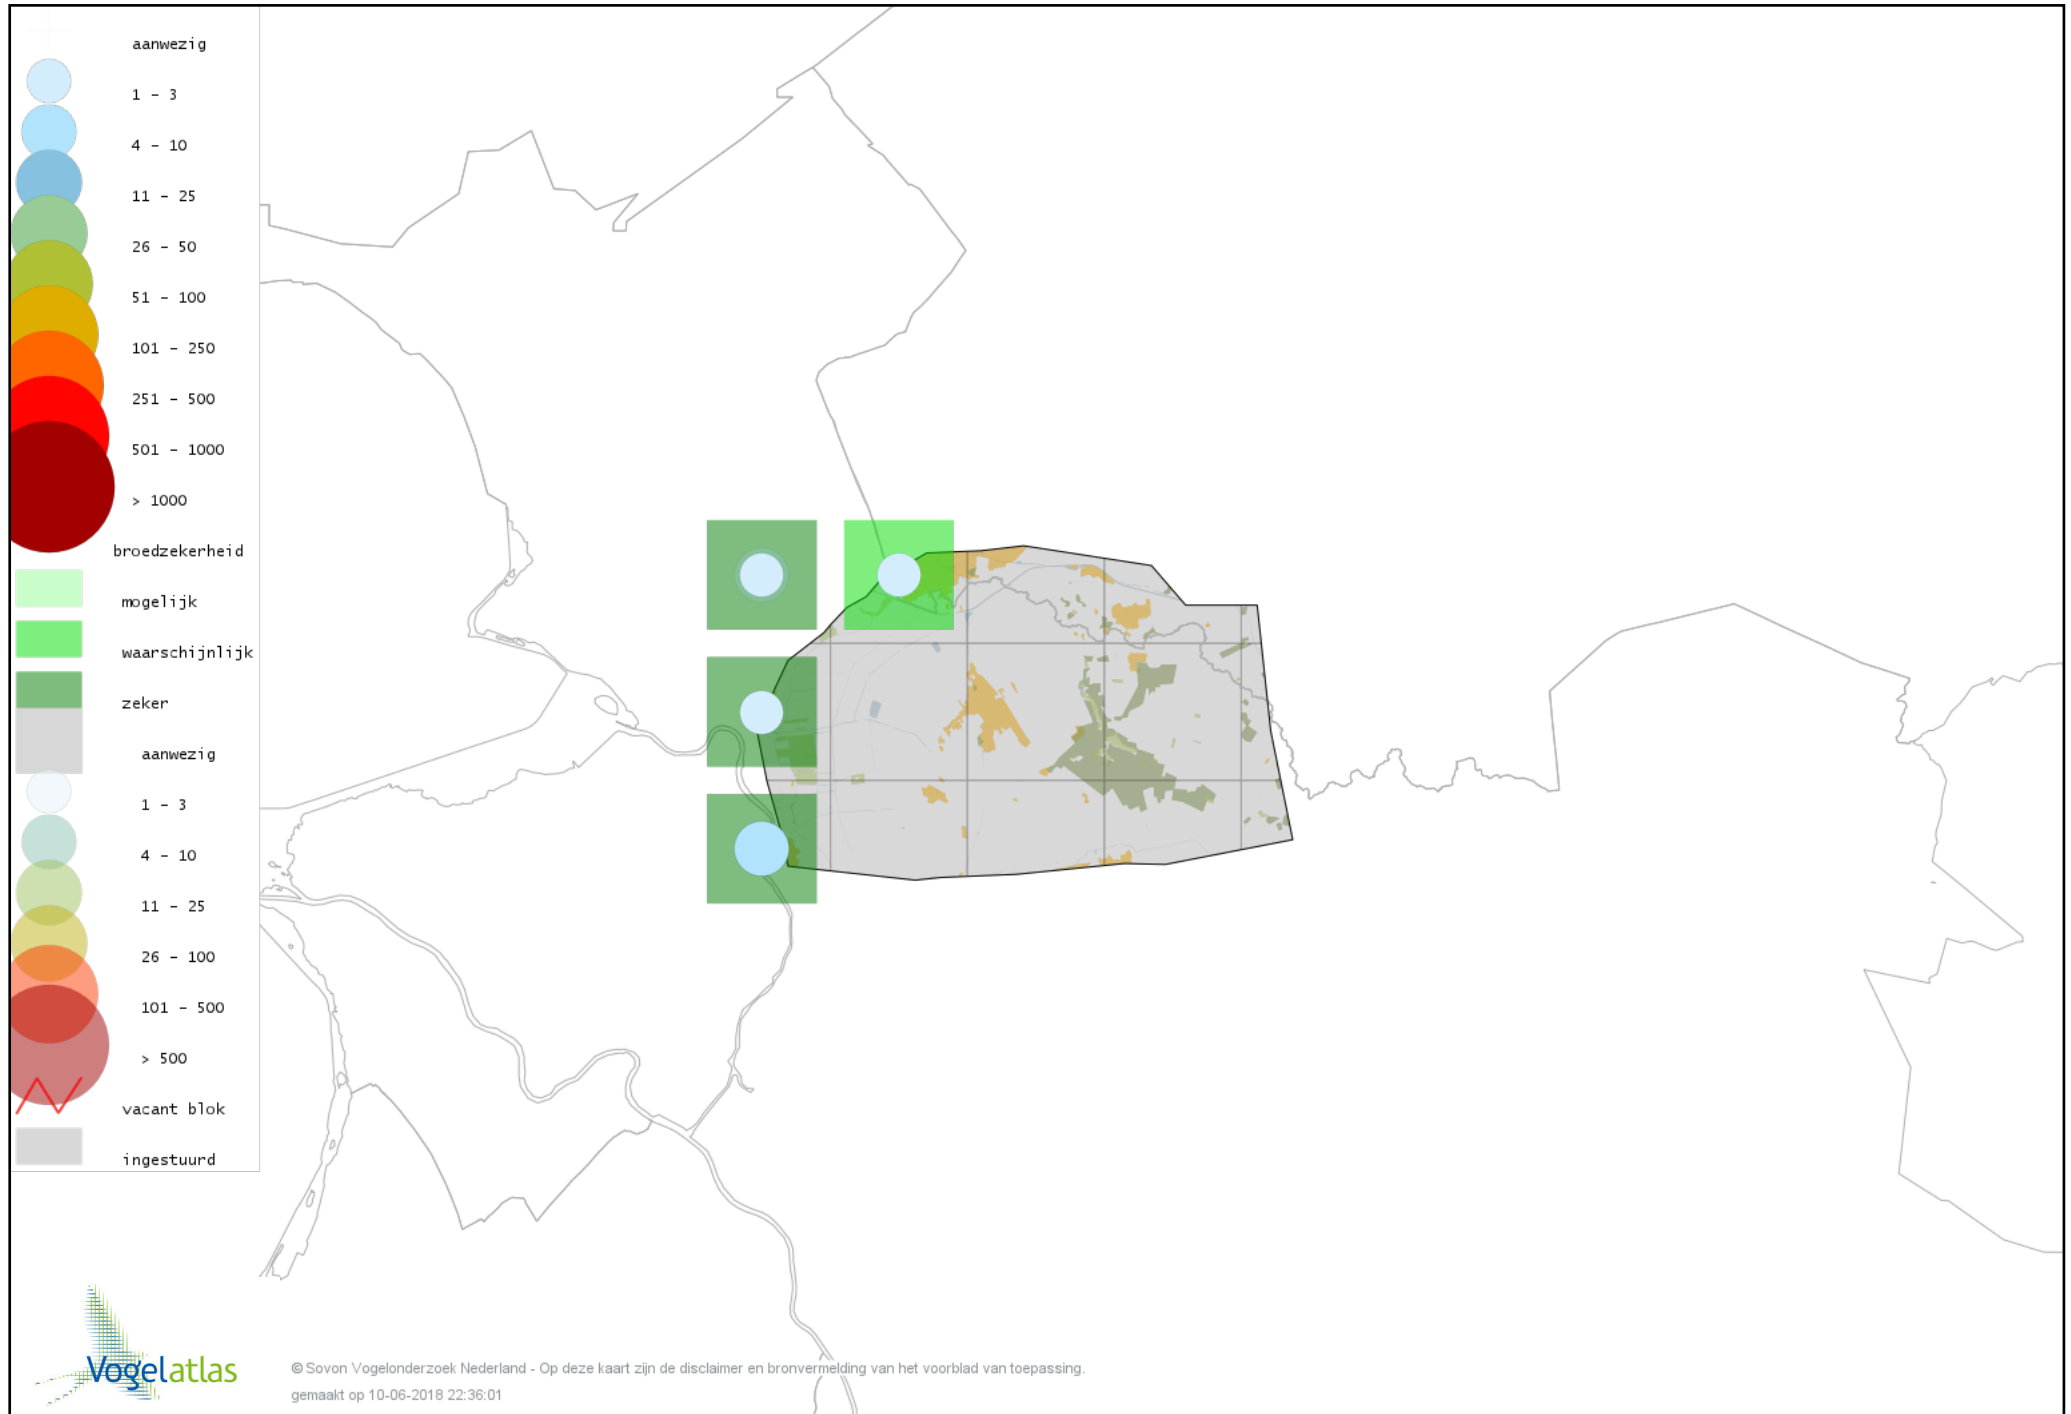 aanwezig
1 - 3
4 - 10
11 - 25
26 - 50
51 - 100
101 - 250
251 - 500
501 - 1000
> 1000
broedzekerheid
mogelijk
waarschijnlijk
zeker
aanwezig
1 - 3
4 - 10
11 - 25
26 - 100
101 - 500
> 500
vacant blok
ingestuurd
Vogelatlas
© Sovon Vogelonderzoek Nederland - Op deze kaart zijn de disclaimer en bronvermelding van het voorblad van toepassing.
gemaakt op 10-06-2018 22:36:01